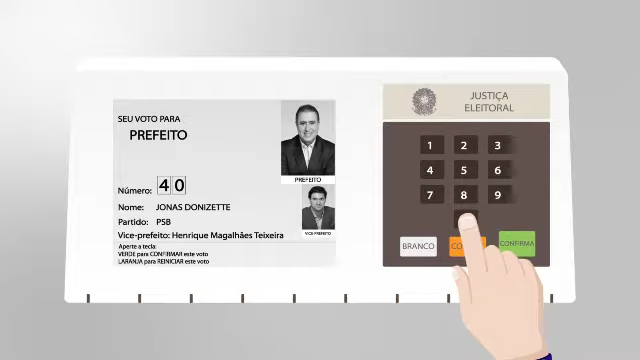 SEU VOTO PARA
PREFEITO
PREFEITO
Número: 40
Nome: JONAS DONIZETTE
Partido: PSB
Vice-prefeito: Henrique Magalhães Teixeira
VICE PREFEITO
Aperte a tecla:
VERDE para CONFIRMAR este voto
LARANJA para REINICIAR este voto
JUSTIÇA
ELEITORAL
1 2 3
4 5 6
7 8 9
BRANCO CO CONFIRMA